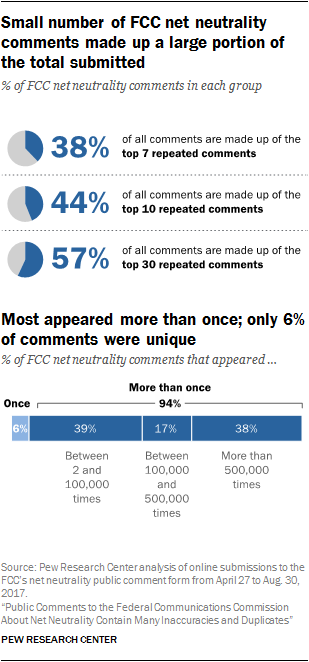 Small number of FCC net neutrality
comments made up a large portion of
the total submitted
% of FCC net neutrality comments in each group
38%
of all comments are made up of the
top 7 repeated comments
44%
of all comments are made up of the
top 10 repeated comments
57%
of all comments are made up of the
top 30 repeated comments
Most appeared more than once; only 6%
of comments were unique
% of FCC net neutrality comments that appeared ...
More than once
Once 94%
6% 39% 17% 38%
Between
2 and
100,000
times
Between
100,000
and
500,000
times
More than
500,000
times
Source: Pew Research Center analysis of online submissions to the
FCC's net neutrality public comment form from April 27 to Aug. 30,
2017.
"Public Comments to the Federal Communications Commission
About Net Neutrality Contain Many Inaccuracies and Duplicates"
PEW RESEARCH CENTER